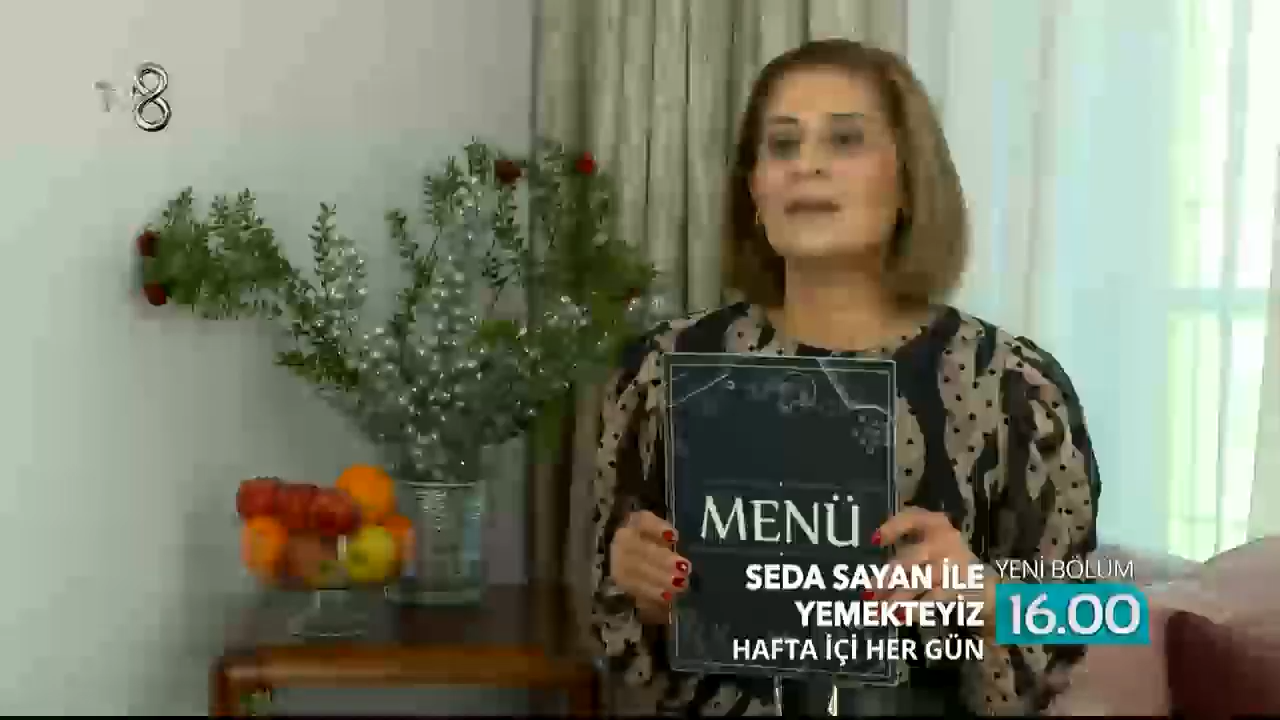 TV8
MENÜ
SEDA SAYAN İLE
YEMEKTEYİZ
HAFTA İÇİ HER GÜN
YENİ BÖLÜM
16.00